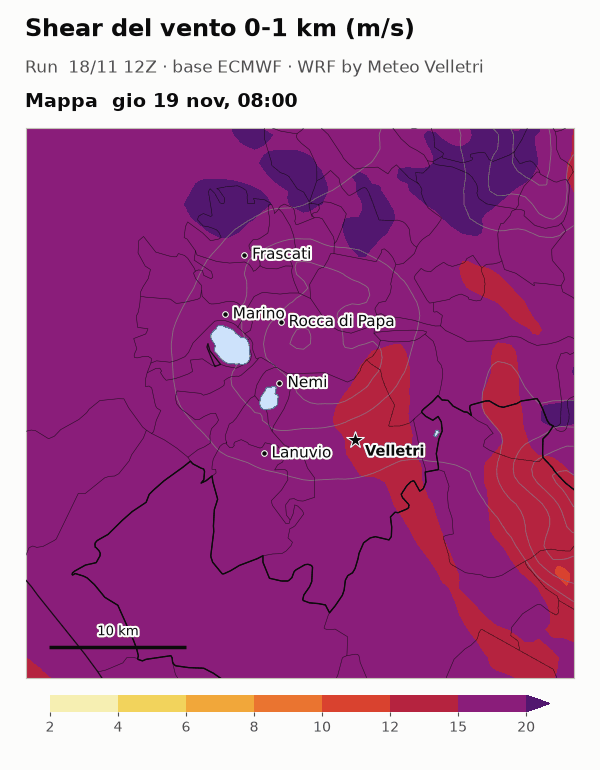 Shear del vento 0-1 km (m/s)
Run  18/11 12Z · base ECMWF · WRF by Meteo Velletri
Mappa  gio 19 nov, 08:00
Frascati
Marino
Rocca di Papa
Nemi
Velletri
Lanuvio
10 km
2 4 6 8 10 12 15 20